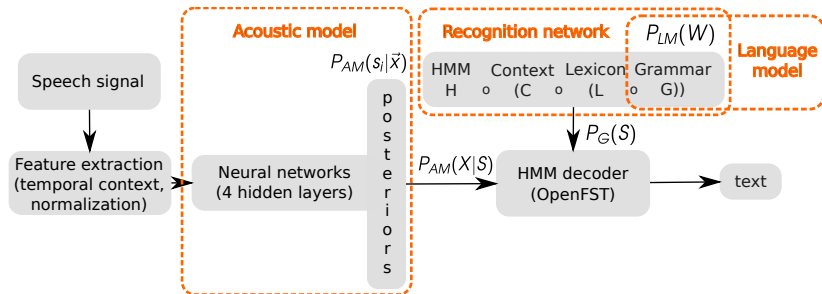 Acoustic model
Recognition network
P_LM(W)
Language
model
P_AM(s_i|x⃗)
Speech signal
HMM Context Lexicon Grammar
H o (C o (L o G))
p
o
s
t
e
r
i
o
r
s
P_G(S)
Feature extraction
(temporal context,
normalization)
Neural networks
(4 hidden layers)
P_AM(X|S)
HMM decoder
(OpenFST)
text